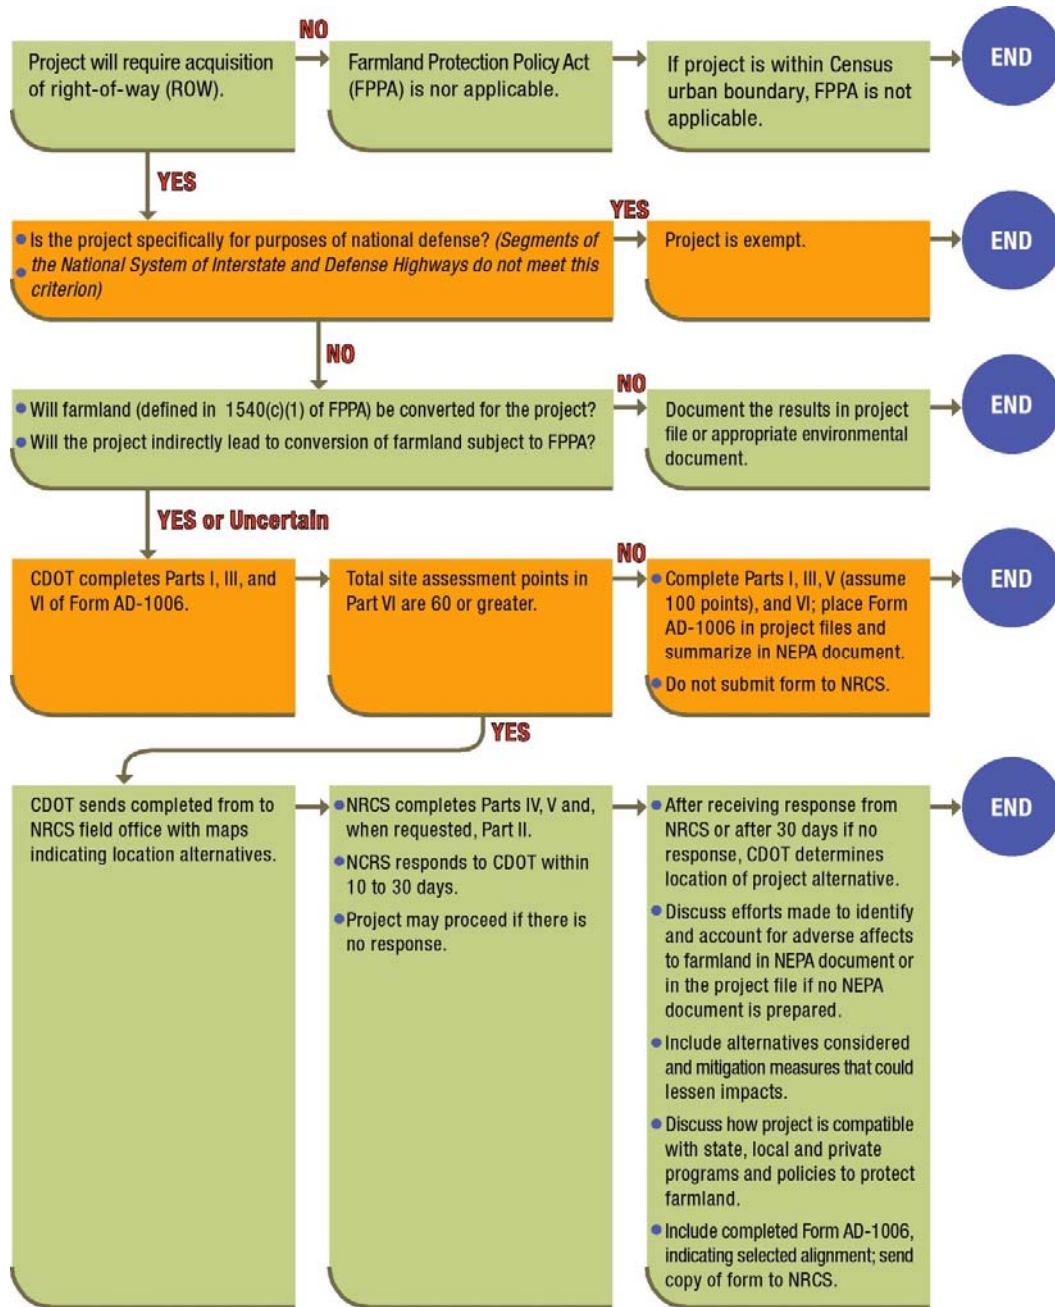 NO
Project will require acquisition
of right-of-way (ROW).
Farmland Protection Policy Act
(FPPA) is nor applicable.
If project is within Census
urban boundary, FPPA is not
applicable.
END
YES
• Is the project specifically for purposes of national defense? (Segments of
• the National System of Interstate and Defense Highways do not meet this
criterion)
YES
Project is exempt.
END
NO
• Will farmland (defined in 1540(c)(1) of FPPA) be converted for the project?
• Will the project indirectly lead to conversion of farmland subject to FPPA?
NO
Document the results in project
file or appropriate environmental
document.
END
YES or Uncertain
CDOT completes Parts I, III, and
VI of Form AD-1006.
Total site assessment points in
Part VI are 60 or greater.
NO
• Complete Parts I, III, V (assume
100 points), and VI; place Form
AD-1006 in project files and
summarize in NEPA document.
• Do not submit form to NRCS.
END
YES
CDOT sends completed from to
NRCS field office with maps
indicating location alternatives.
• NRCS completes Parts IV, V and,
when requested, Part II.
• NCRS responds to CDOT within
10 to 30 days.
• Project may proceed if there is
no response.
• After receiving response from
NRCS or after 30 days if no
response, CDOT determines
location of project alternative.
• Discuss efforts made to identify
and account for adverse affects
to farmland in NEPA document or
in the project file if no NEPA
document is prepared.
• Include alternatives considered
and mitigation measures that could
lessen impacts.
• Discuss how project is compatible
with state, local and private
programs and policies to protect
farmland.
• Include completed Form AD-1006,
indicating selected alignment; send
copy of form to NRCS.
END